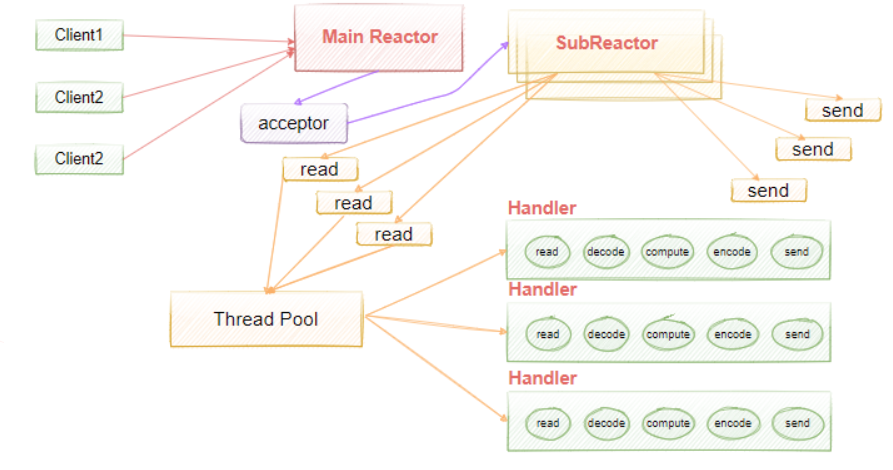 Client1
Main Reactor
SubReactor
Client2
acceptor
send
send
Client2
read
send
read
read
Handler
read decode compute encode send
Handler
Thread Pool
read decode compute encode send
Handler
read decode compute encode send